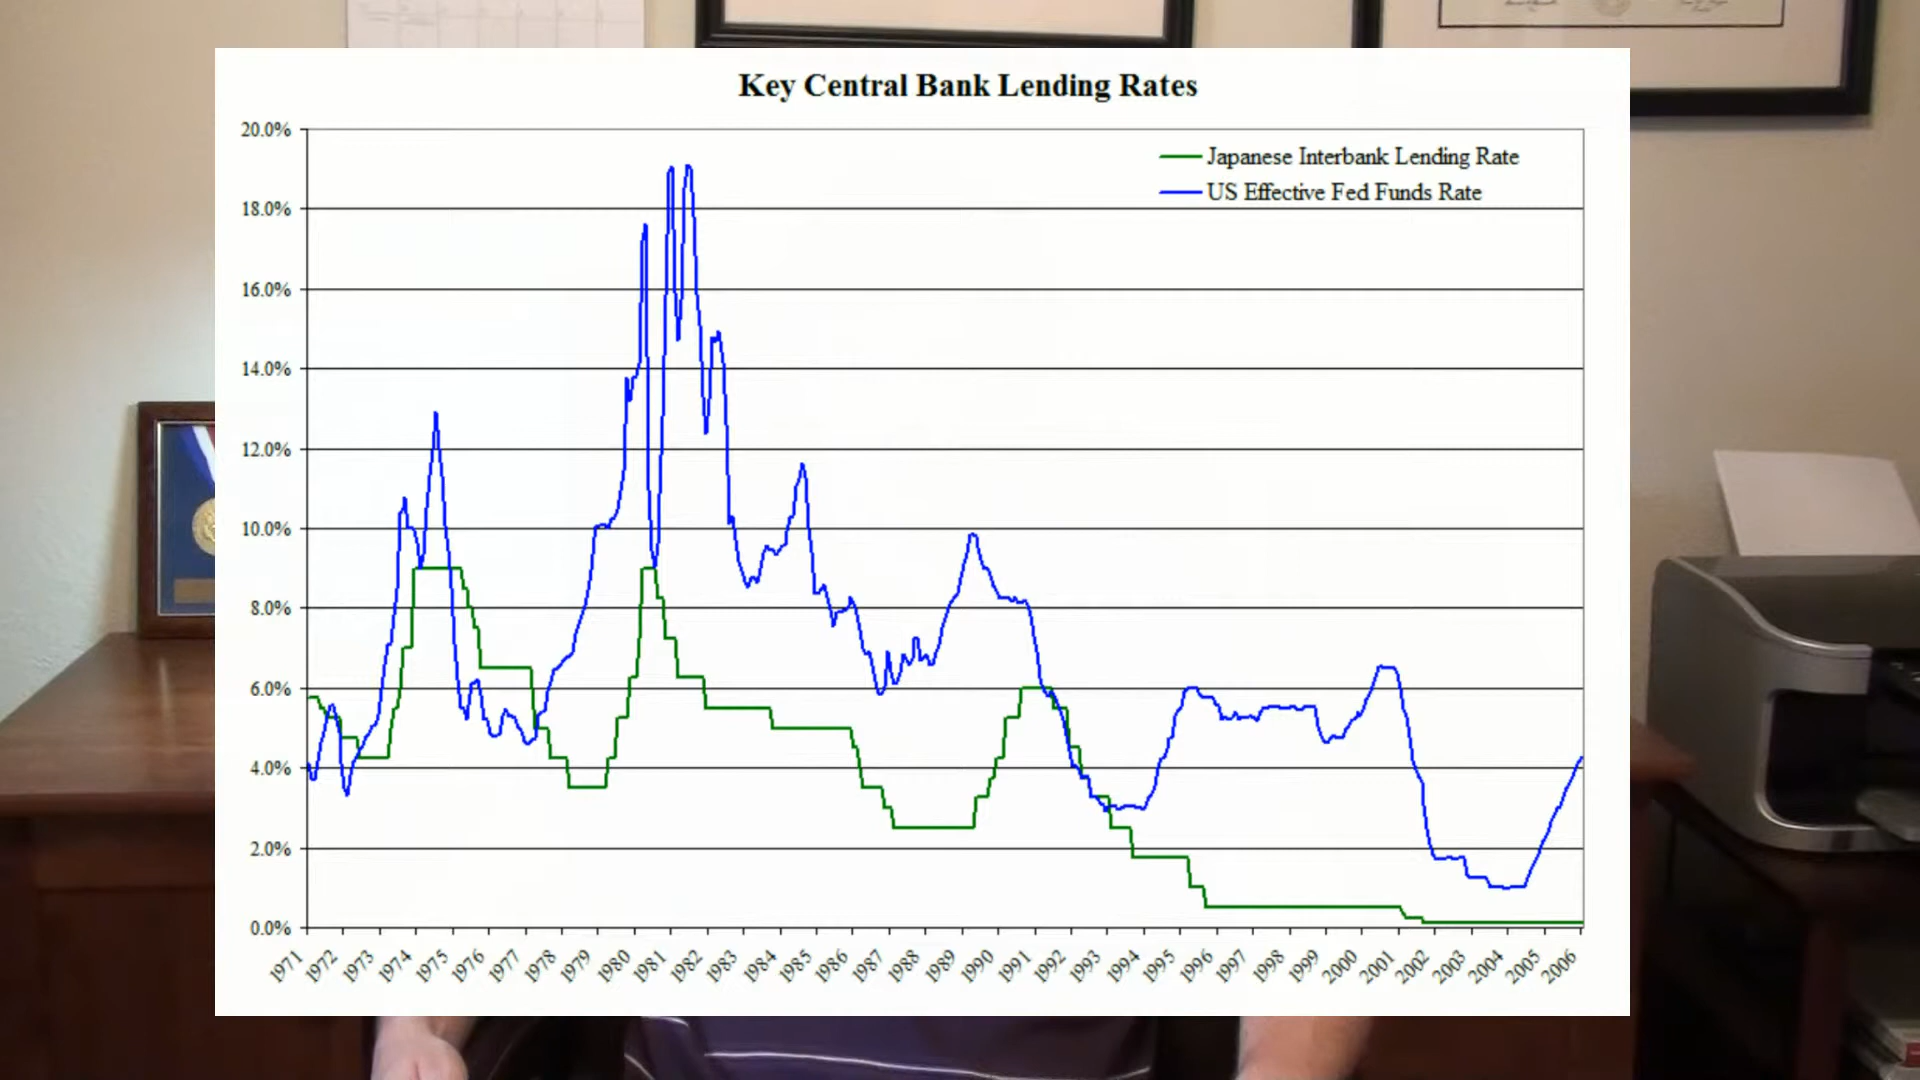 Key Central Bank Lending Rates
20.0%
Japanese Interbank Lending Rate
US Effective Fed Funds Rate
18.0%
16.0%
14.0%
12.0%
10.0%
8.0%
6.0%
4.0%
2.0%
0.0%
1971 1972 1973 1974 1975 1976 1977 1978 1979 1980 1981 1982 1983 1984 1985 1986 1987 1988 1989 1990 1991 1992 1993 1994 1995 1996 1997 1998 1999 2000 2001 2002 2003 2004 2005 2006